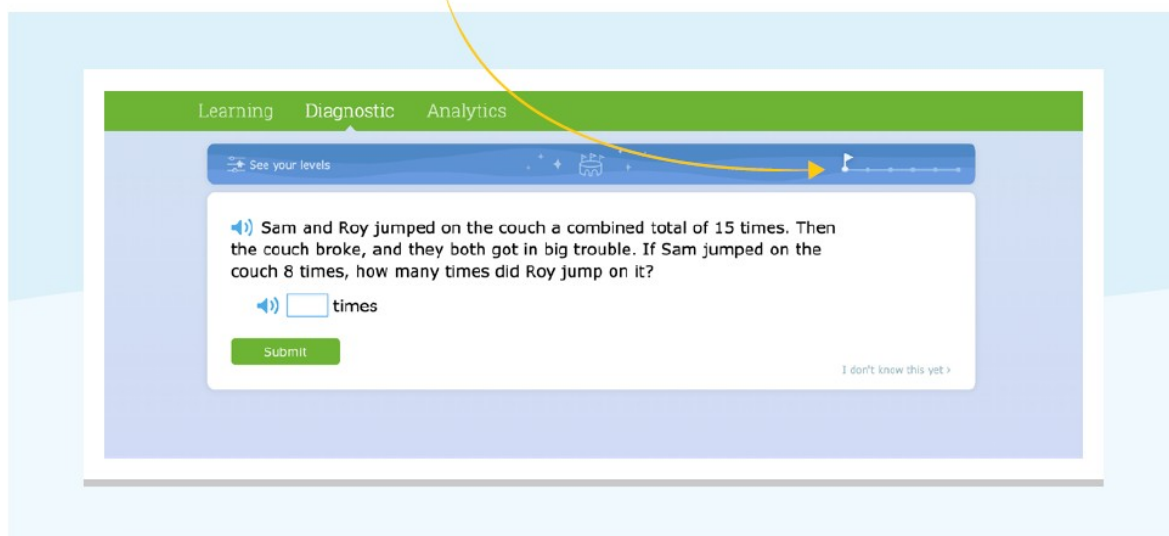 Learning Diagnostic Analytics
See your levels
Sam and Roy jumped on the couch a combined total of 15 times. Then
the couch broke, and they both got in big trouble. If Sam jumped on the
couch 8 times, how many times did Roy jump on it?
times
Submit
I don't know this yet >